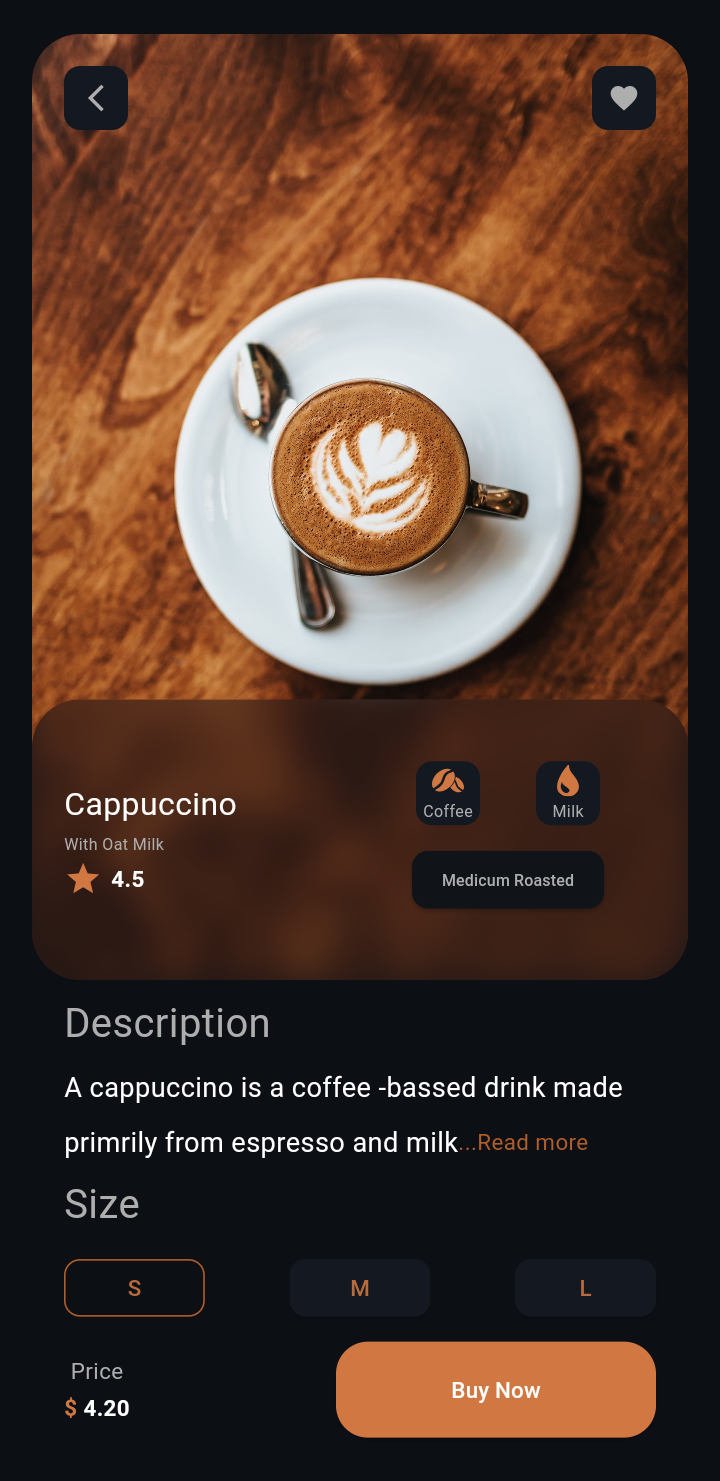 Cappuccino
With Oat Milk
4.5
Coffee
Milk
Medicum Roasted
Description
A cappuccino is a coffee -bassed drink made
primrily from espresso and milk...Read more
Size
S M L
Price
$ 4.20
Buy Now